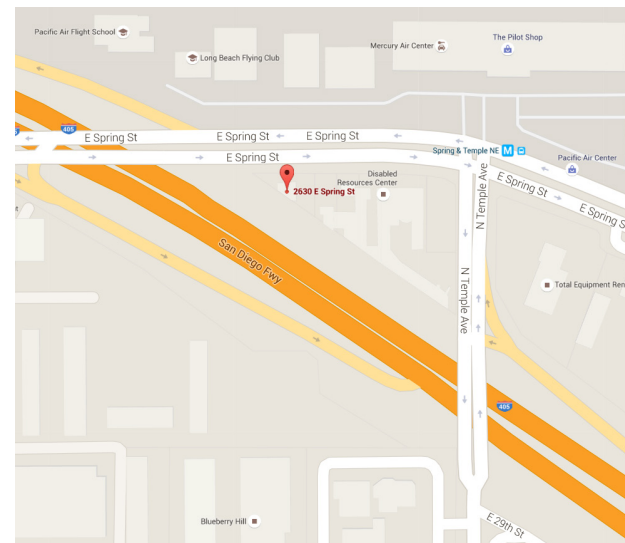 Pacific Air Flight School
Long Beach Flying Club
Mercury Air Center
The Pilot Shop
405
E Spring St
E Spring St
E Spring St
E Spring St
Spring & Temple NE M
Pacific Air Center
E Spring St
E Spring S
Disabled
Resources Center
2630 E Spring St
N Temple Ave
San Diego Fwy
N Temple Ave
Total Equipment Ren
405
Blueberry Hill
E 29th St